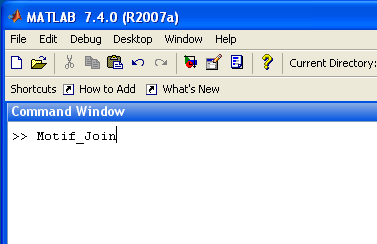 MATLAB 7.4.0 (R2007a)
File Edit Debug Desktop Window Help
Current Directory:
Shortcuts How to Add What's New
Command Window
>> Motif_Join